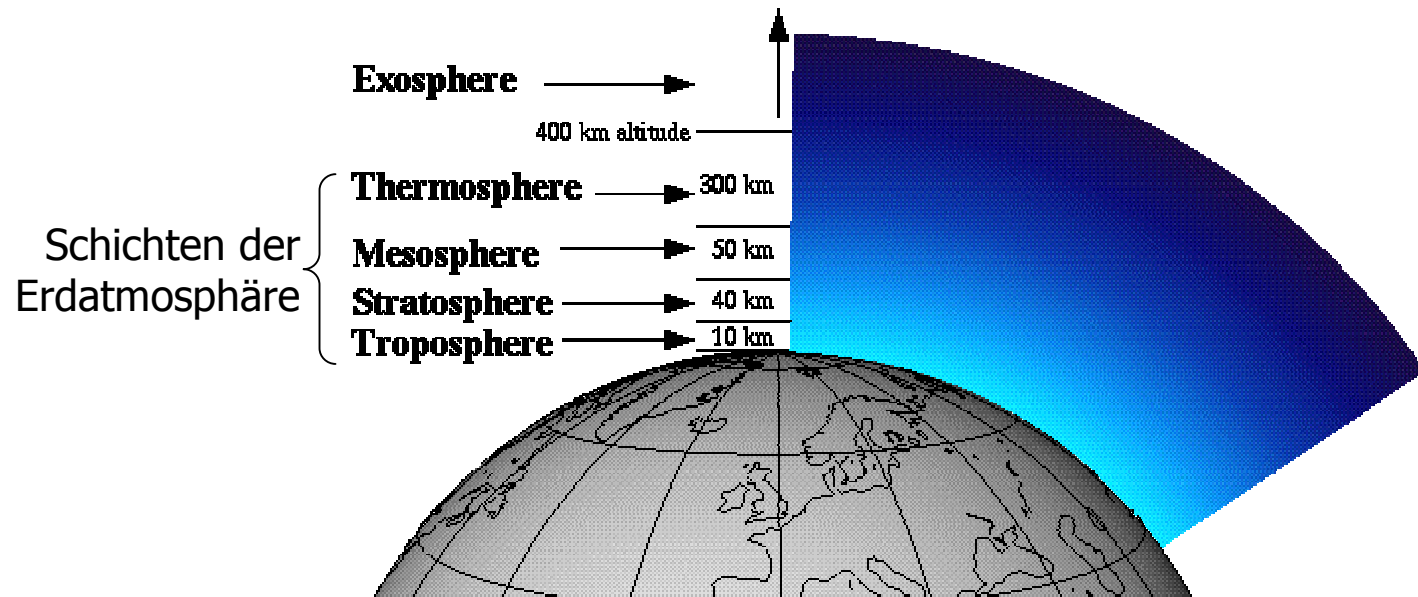 Exosphere
400 km altitude
Thermosphere 300 km
Schichten der
Erdatmosphäre
Mesosphere 50 km
Stratosphere 40 km
Troposphere 10 km